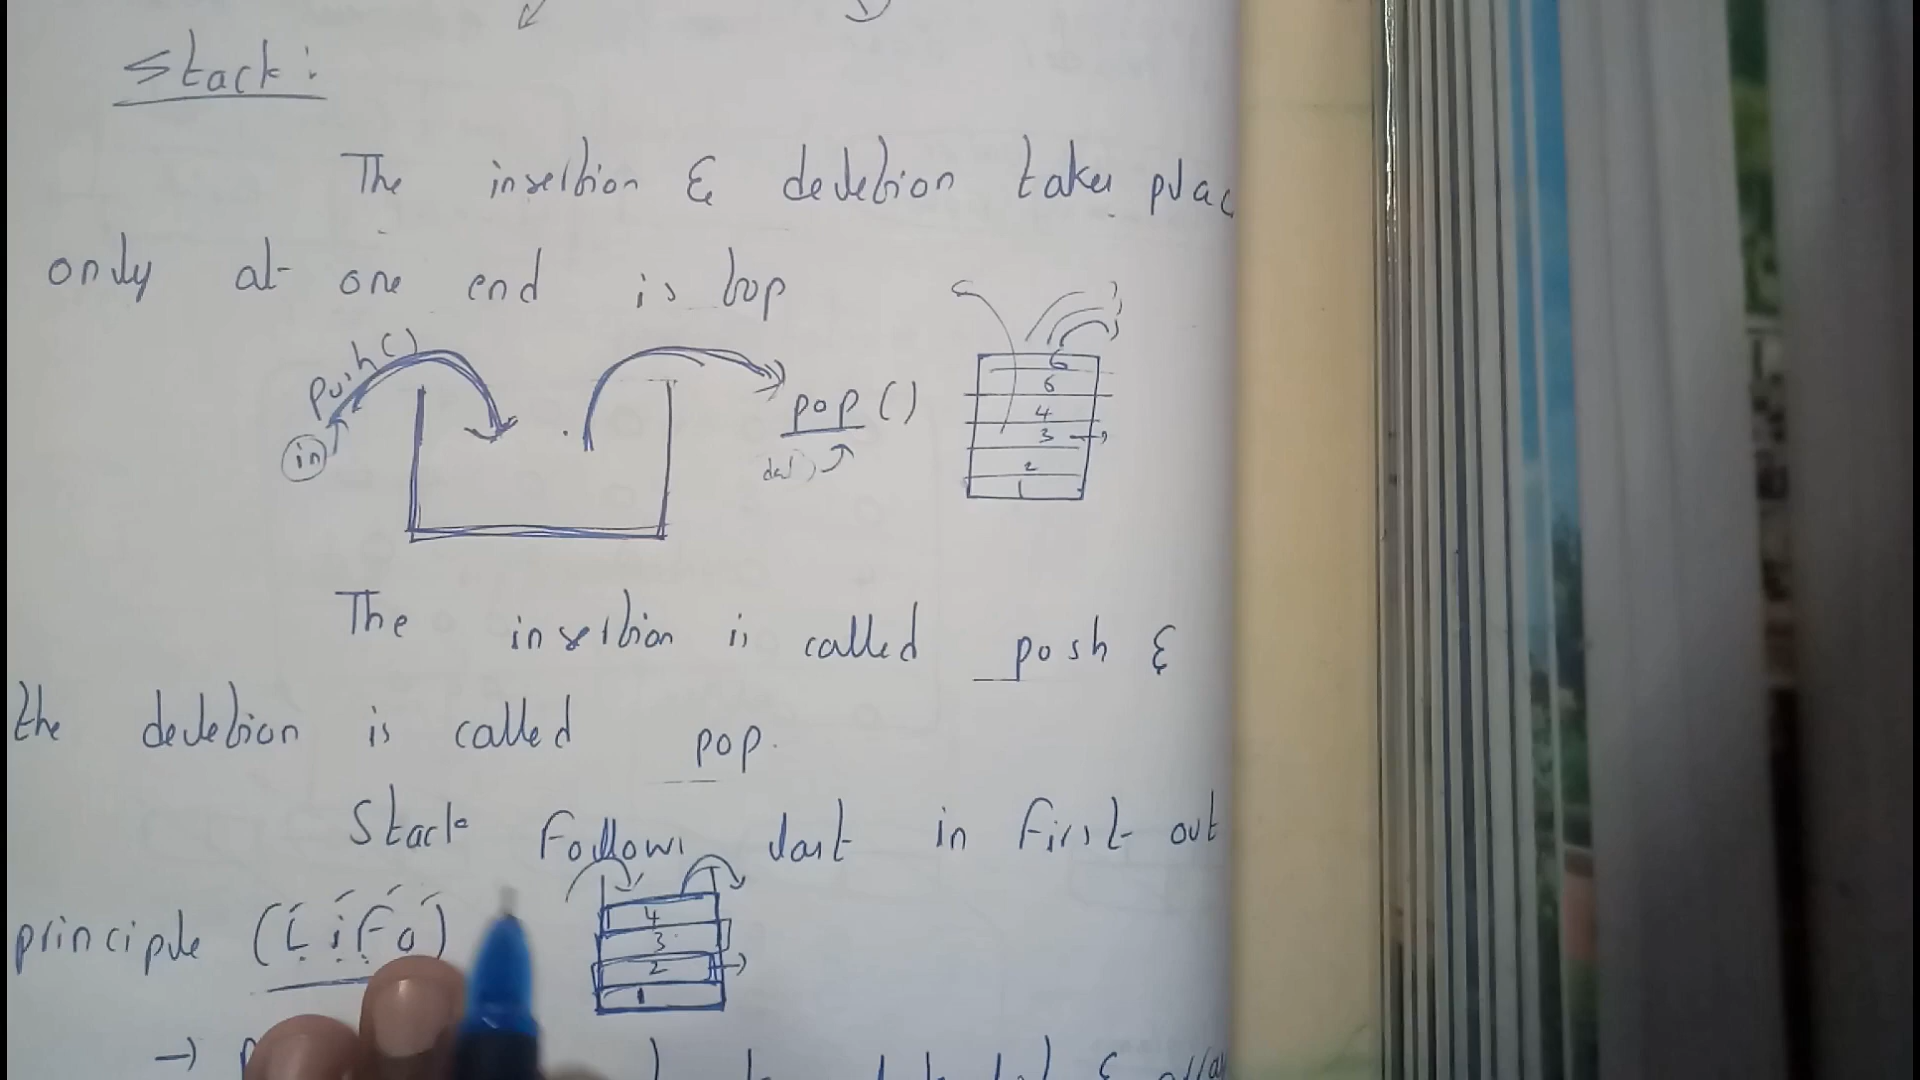 Stack:
The insertion & deletion takes plac
only at one end is top
push()
in
pop()
del)
6
6
4
3
2
1
The insertion is called posh &
the deletion is called pop.
Stack Follows last in First out
principle (LiFo)
4
3
2
1
→